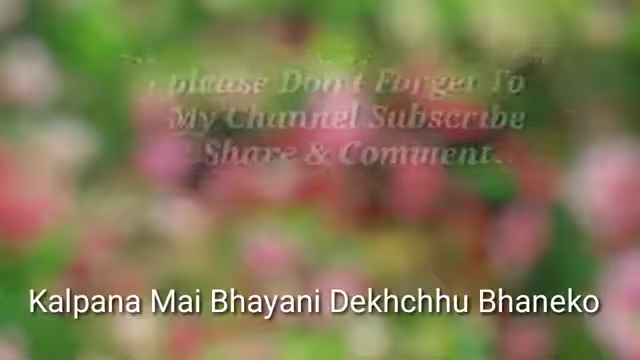 please Don't Forget To
My Channel Subscribe
Share & Comment.
Kalpana Mai Bhayani Dekhchhu Bhaneko